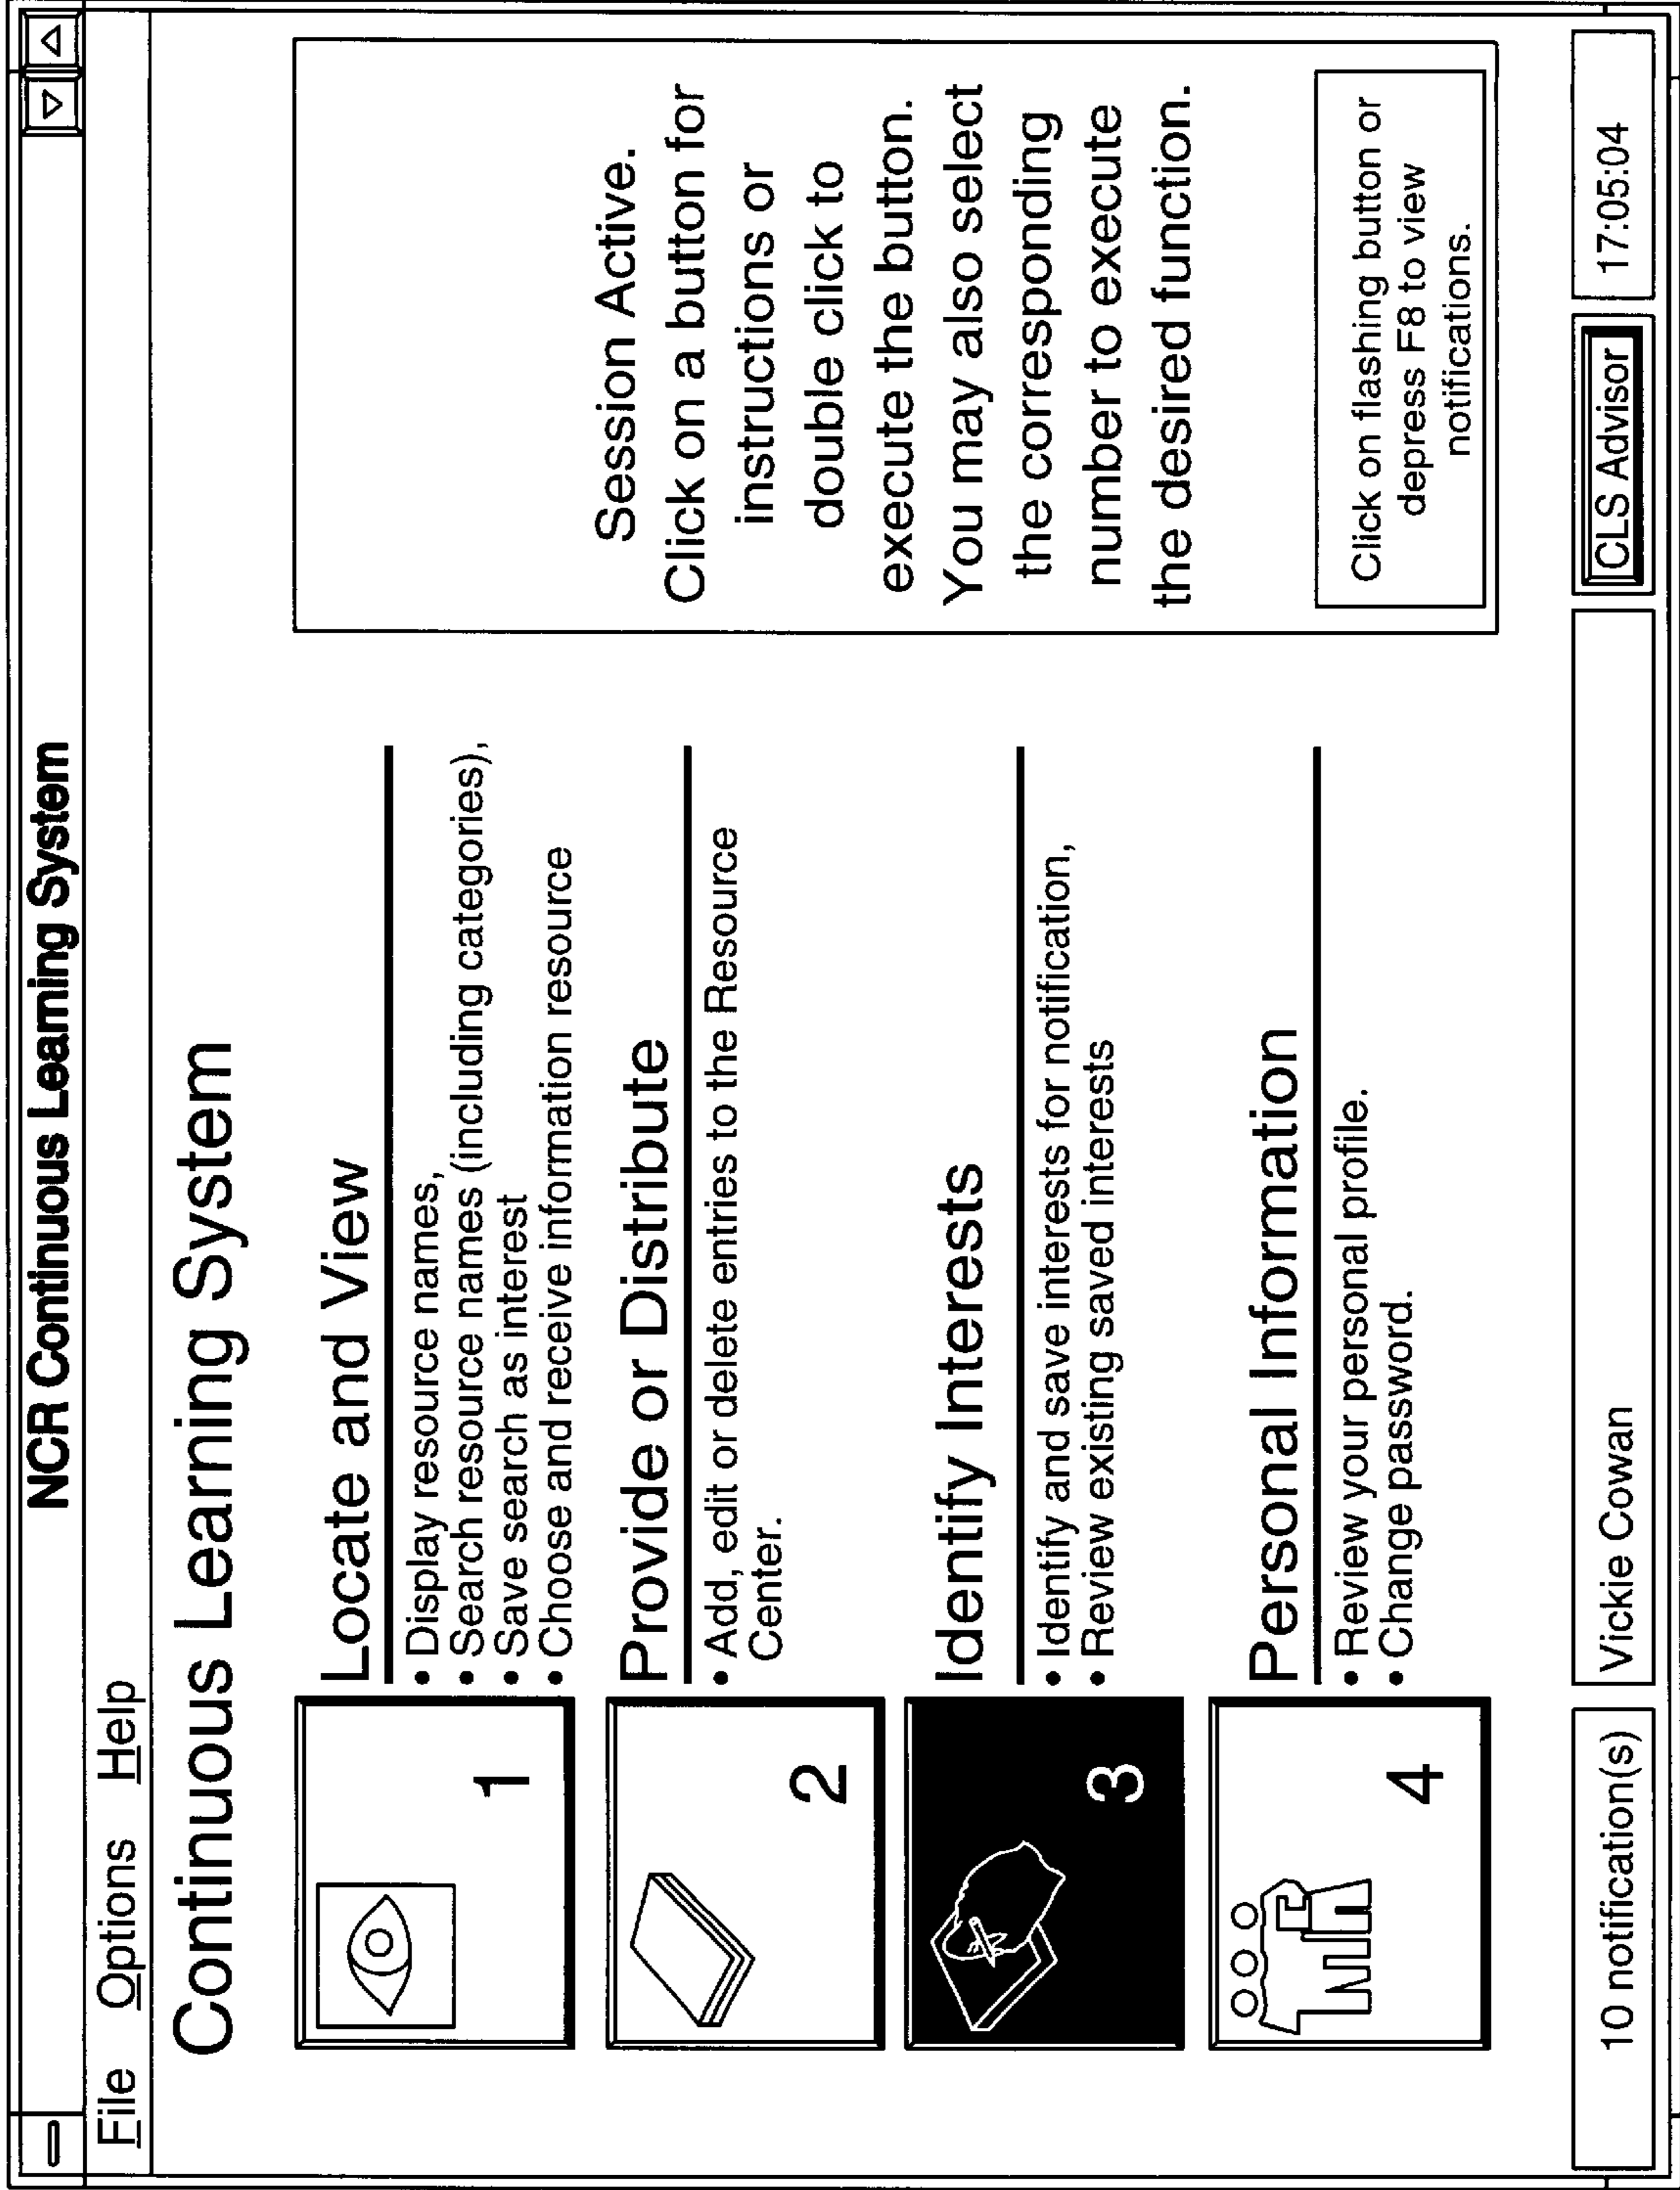 NCR Continuous Learning System
File Options Help
Continuous Learning System
1
Locate and View
• Display resource names,
• Search resource names (including categories),
• Save search as interest
• Choose and receive information resource
2
Provide or Distribute
• Add, edit or delete entries to the Resource
Center.
3
Identify Interests
• Identify and save interests for notification,
• Review existing saved interests
4
Personal Information
• Review your personal profile.
• Change password.
Session Active.
Click on a button for
instructions or
double click to
execute the button.
You may also select
the corresponding
number to execute
the desired function.
Click on flashing button or
depress F8 to view
notifications.
10 notification(s)
Vickie Cowan
CLS Advisor
17:05:04